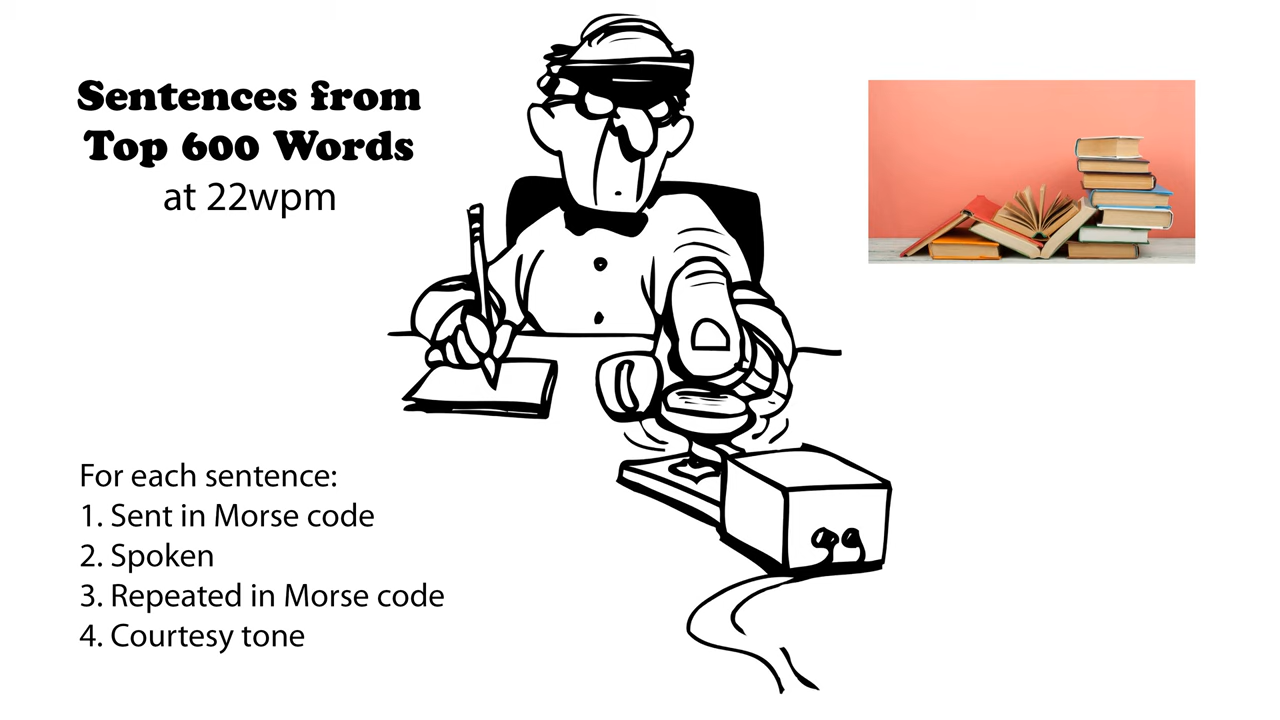 Sentences from
Top 600 Words
at 22wpm
For each sentence:
1. Sent in Morse code
2. Spoken
3. Repeated in Morse code
4. Courtesy tone